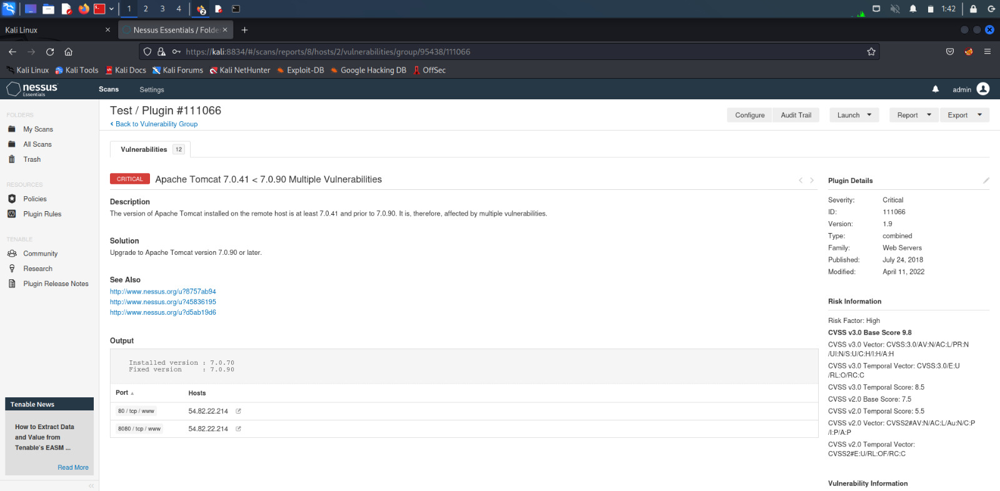 1 2 3 4 2 1:42
Kali Linux
Nessus Essentials / Folde
https://kali:8834/#/scans/reports/8/hosts/2/vulnerabilities/group/95438/111066
Kali Linux Kali Tools Kali Docs Kali Forums Kali NetHunter Exploit-DB Google Hacking DB OffSec
nessus
Essentials
Scans Settings admin
FOLDERS
My Scans
All Scans
Trash
RESOURCES
Policies
Plugin Rules
TENABLE
Community
Research
Plugin Release Notes
Tenable News
How to Extract Data
and Value from
Tenable's EASM ...
Read More
Test / Plugin #111066
Back to Vulnerability Group
Configure Audit Trail Launch Report Export
Vulnerabilities 12
CRITICAL Apache Tomcat 7.0.41 < 7.0.90 Multiple Vulnerabilities
Description
The version of Apache Tomcat installed on the remote host is at least 7.0.41 and prior to 7.0.90. It is, therefore, affected by multiple vulnerabilities.
Solution
Upgrade to Apache Tomcat version 7.0.90 or later.
See Also
http://www.nessus.org/u?8757ab94
http://www.nessus.org/u?45836195
http://www.nessus.org/u?d5ab19d6
Output
Installed version : 7.0.70
Fixed version : 7.0.90
Port Hosts
80 / tcp / www 54.82.22.214
8080 / tcp / www 54.82.22.214
Plugin Details
Severity: Critical
ID: 111066
Version: 1.9
Type: combined
Family: Web Servers
Published: July 24, 2018
Modified: April 11, 2022
Risk Information
Risk Factor: High
CVSS v3.0 Base Score 9.8
CVSS v3.0 Vector: CVSS:3.0/AV:N/AC:L/PR:N
/UI:N/S:U/C:H/I:H/A:H
CVSS v3.0 Temporal Vector: CVSS:3.0/E:U
/RL:O/RC:C
CVSS v3.0 Temporal Score: 8.5
CVSS v2.0 Base Score: 7.5
CVSS v2.0 Temporal Score: 5.5
CVSS v2.0 Vector: CVSS2#AV:N/AC:L/Au:N/C:P
/I:P/A:P
CVSS v2.0 Temporal Vector:
CVSS2#E:U/RL:OF/RC:C
Vulnerability Information